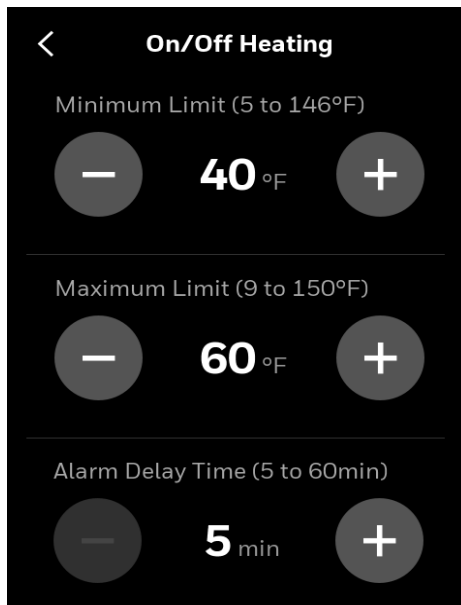 On/Off Heating
Minimum Limit (5 to 146°F)
40 °F
Maximum Limit (9 to 150°F)
60 °F
Alarm Delay Time (5 to 60min)
5 min